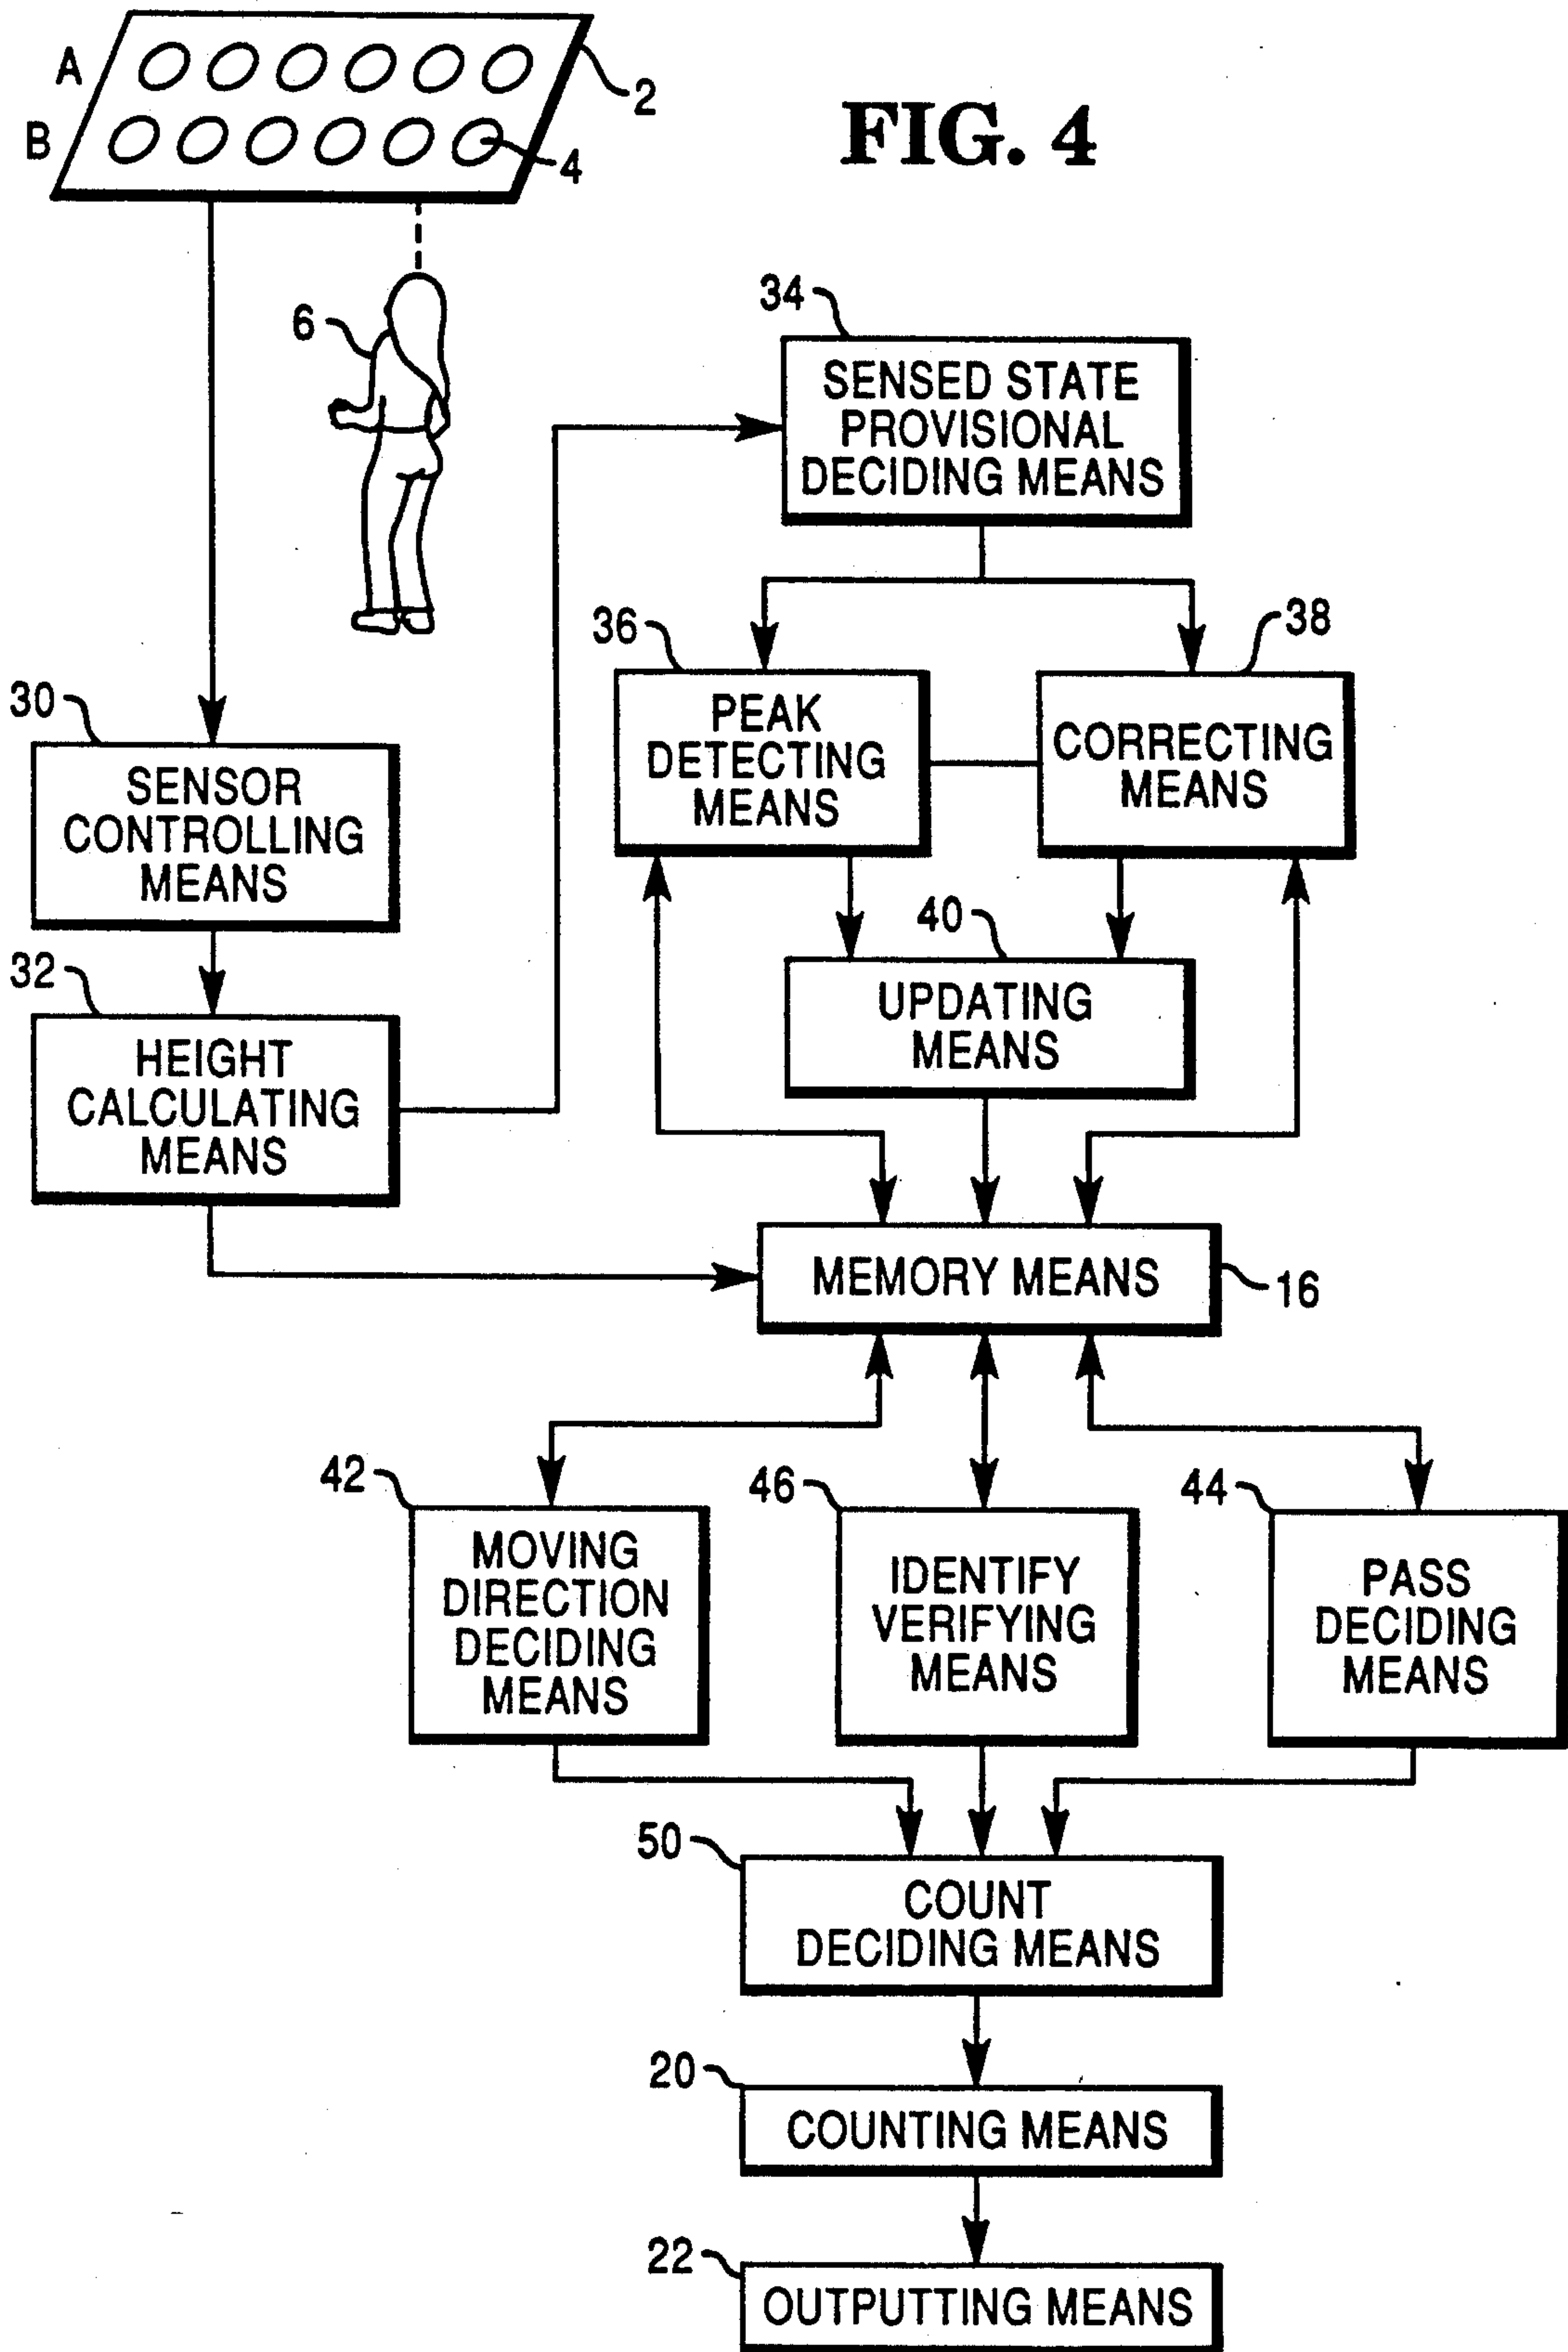 A
2
B
4
FIG. 4
6
34
SENSED STATE
PROVISIONAL
DECIDING MEANS
36
38
PEAK
DETECTING
MEANS
CORRECTING
MEANS
30
SENSOR
CONTROLLING
MEANS
40
UPDATING
MEANS
32
HEIGHT
CALCULATING
MEANS
MEMORY MEANS
16
42
MOVING
DIRECTION
DECIDING
MEANS
46
IDENTIFY
VERIFYING
MEANS
44
PASS
DECIDING
MEANS
50
COUNT
DECIDING MEANS
20
COUNTING MEANS
22
OUTPUTTING MEANS